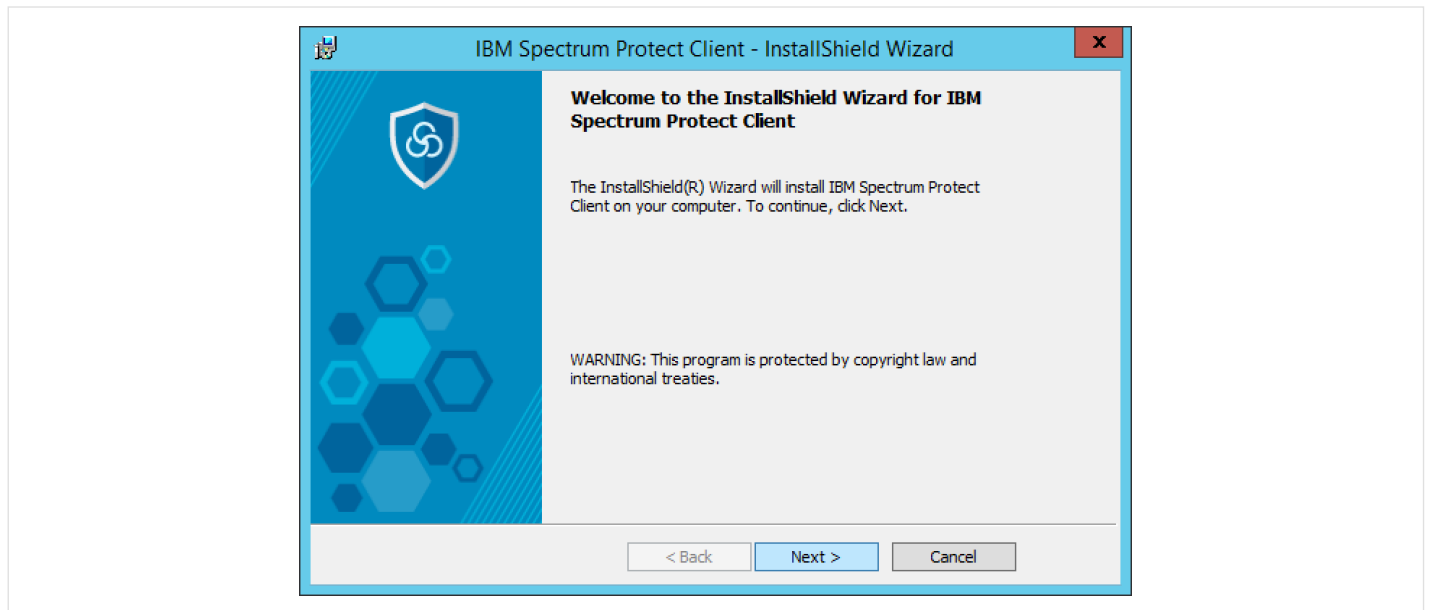 IBM Spectrum Protect Client - InstallShield Wizard
x
Welcome to the InstallShield Wizard for IBM
Spectrum Protect Client
The InstallShield(R) Wizard will install IBM Spectrum Protect
Client on your computer. To continue, click Next.
WARNING: This program is protected by copyright law and
international treaties.
< Back
Next >
Cancel